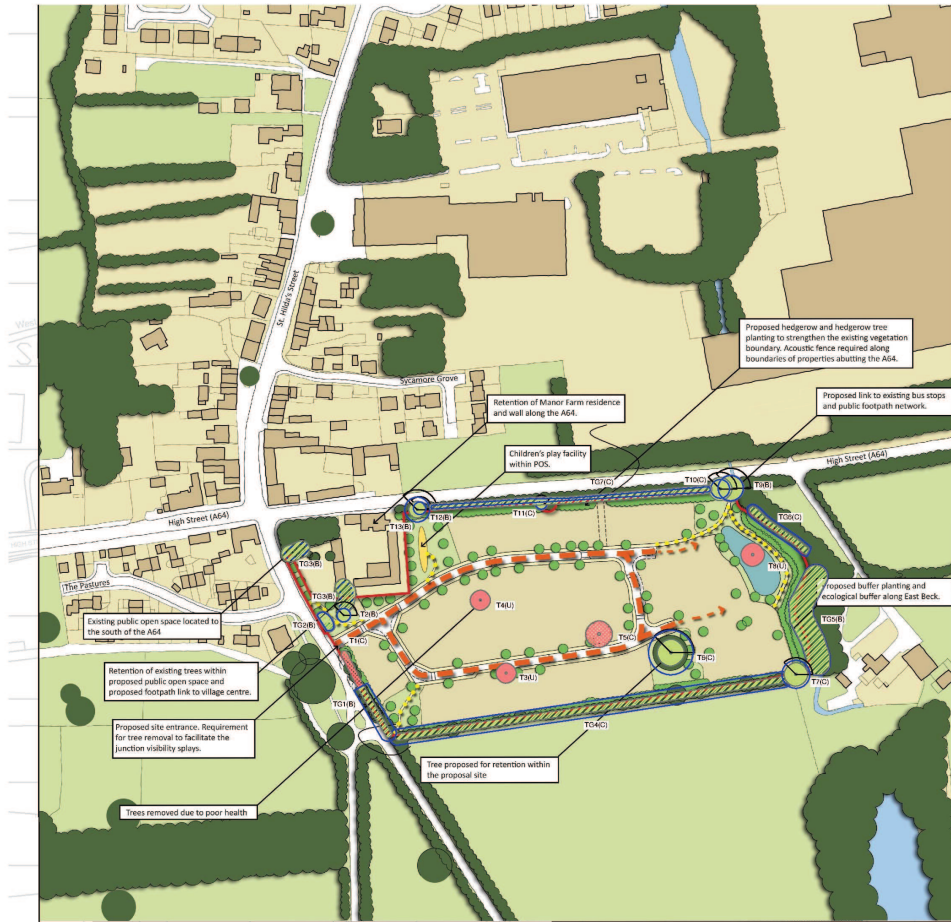 St. Hilda's Street
Sycamore Grove
Proposed hedgerow and hedgerow tree
planting to strengthen the existing vegetation
boundary. Acoustic fence required along
boundaries of properties abutting the A64.
Retention of Manor Farm residence
and wall along the A64.
Proposed link to existing bus stops
and public footpath network.
Children's play facility
within POS.
High Street (A64)
TG7(C)
T10(C)
T9(B)
T11(C)
T12(B)
T13(B)
High Street (A64)
TG6(C)
TG3(B)
T8(U)
The Pastures
Proposed buffer planting and
ecological buffer along East Beck.
TG3(B)
T4(U)
T2(B)
TG2(B)
TG5(B)
Existing public open space located to
the south of the A64
T1(C)
T5(C)
T6(C)
T3(U)
T7(C)
Retention of existing trees within
proposed public open space and
proposed footpath link to village centre.
TG1(B)
TG4(C)
Proposed site entrance. Requirement
for tree removal to facilitate the
junction visibility splays.
Tree proposed for retention within
the proposal site
Trees removed due to poor health